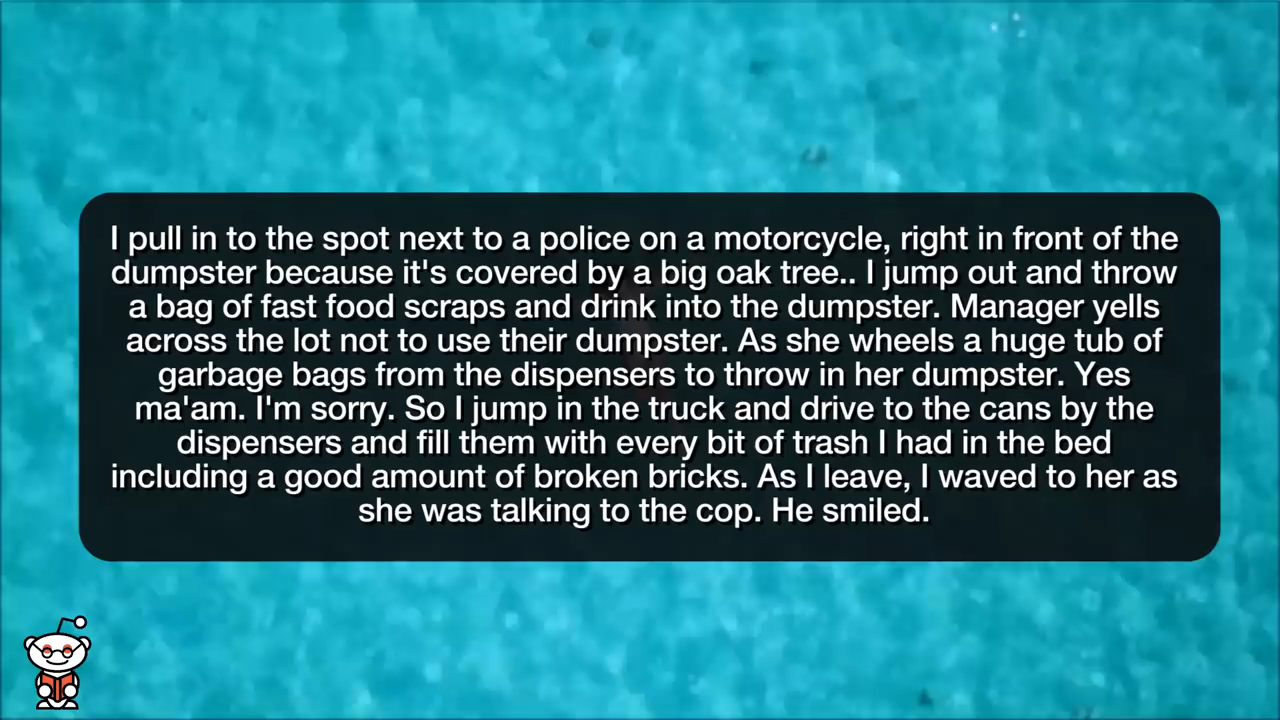 I pull in to the spot next to a police on a motorcycle, right in front of the
dumpster because it's covered by a big oak tree.. I jump out and throw
a bag of fast food scraps and drink into the dumpster. Manager yells
across the lot not to use their dumpster. As she wheels a huge tub of
garbage bags from the dispensers to throw in her dumpster. Yes
ma'am. I'm sorry. So I jump in the truck and drive to the cans by the
dispensers and fill them with every bit of trash I had in the bed
including a good amount of broken bricks. As I leave, I waved to her as
she was talking to the cop. He smiled.